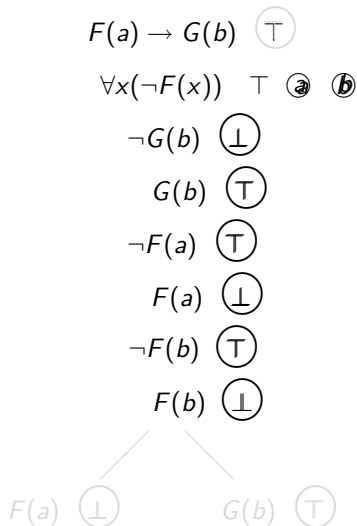 F(a) → G(b) ⊤
∀x(¬F(x)) ⊤ a b
¬G(b) ⊥
G(b) ⊤
¬F(a) ⊤
F(a) ⊥
¬F(b) ⊤
F(b) ⊥
F(a) ⊥ G(b) ⊤